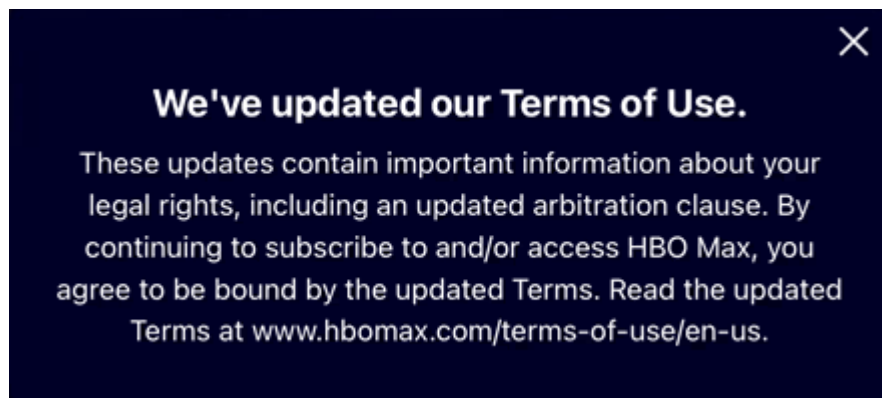 We've updated our Terms of Use.
These updates contain important information about your
legal rights, including an updated arbitration clause. By
continuing to subscribe to and/or access HBO Max, you
agree to be bound by the updated Terms. Read the updated
Terms at www.hbomax.com/terms-of-use/en-us.